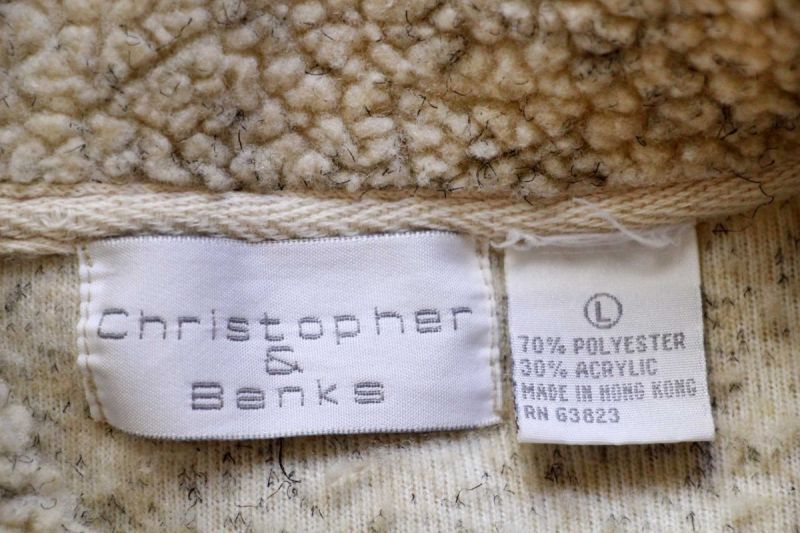 Christopher
&
Banks
L
70% POLYESTER
30% ACRYLIC
MADE IN HONG KONG
RN 63823